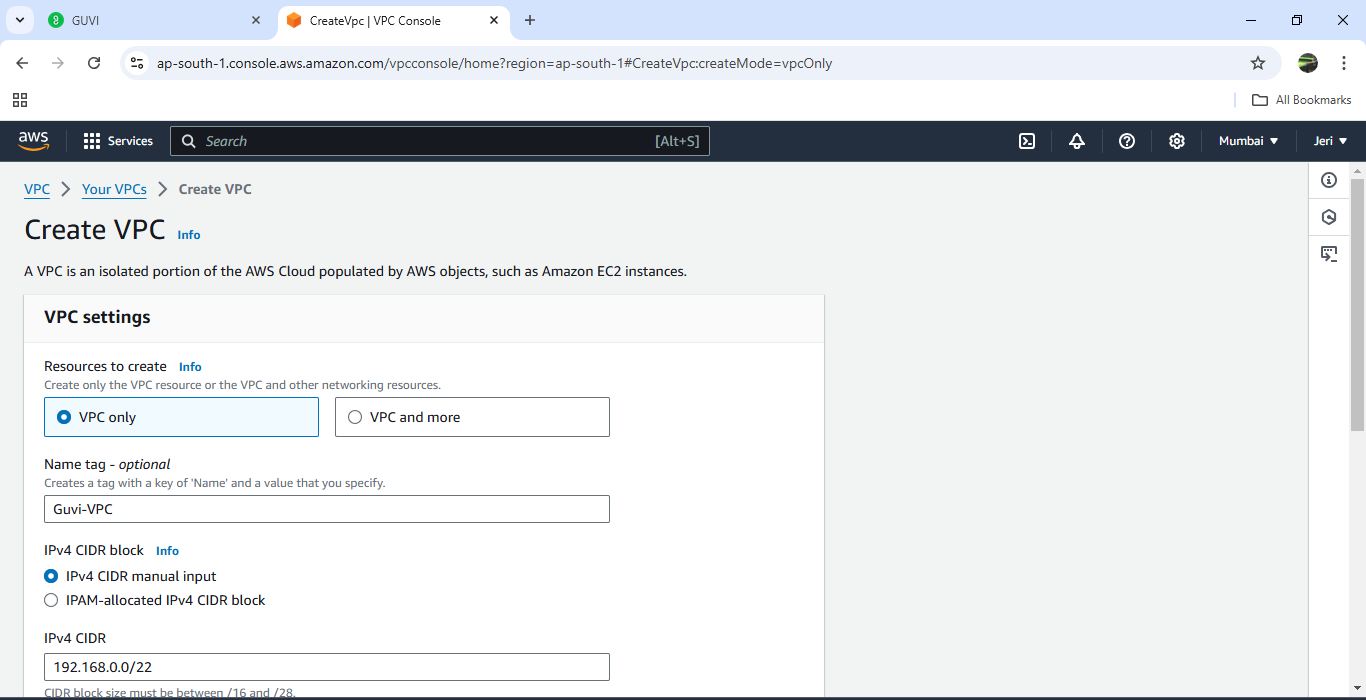 GUVI
CreateVpc | VPC Console
ap-south-1.console.aws.amazon.com/vpcconsole/home?region=ap-south-1#CreateVpc:createMode=vpcOnly
All Bookmarks
aws
Services
Search
[Alt+S]
Mumbai
Jeri
VPC
Your VPCs
Create VPC
Create VPC Info
A VPC is an isolated portion of the AWS Cloud populated by AWS objects, such as Amazon EC2 instances.
VPC settings
Resources to create Info
Create only the VPC resource or the VPC and other networking resources.
VPC only
VPC and more
Name tag - optional
Creates a tag with a key of 'Name' and a value that you specify.
Guvi-VPC
IPv4 CIDR block Info
IPv4 CIDR manual input
IPAM-allocated IPv4 CIDR block
IPv4 CIDR
192.168.0.0/22
CIDR block size must be between /16 and /28.